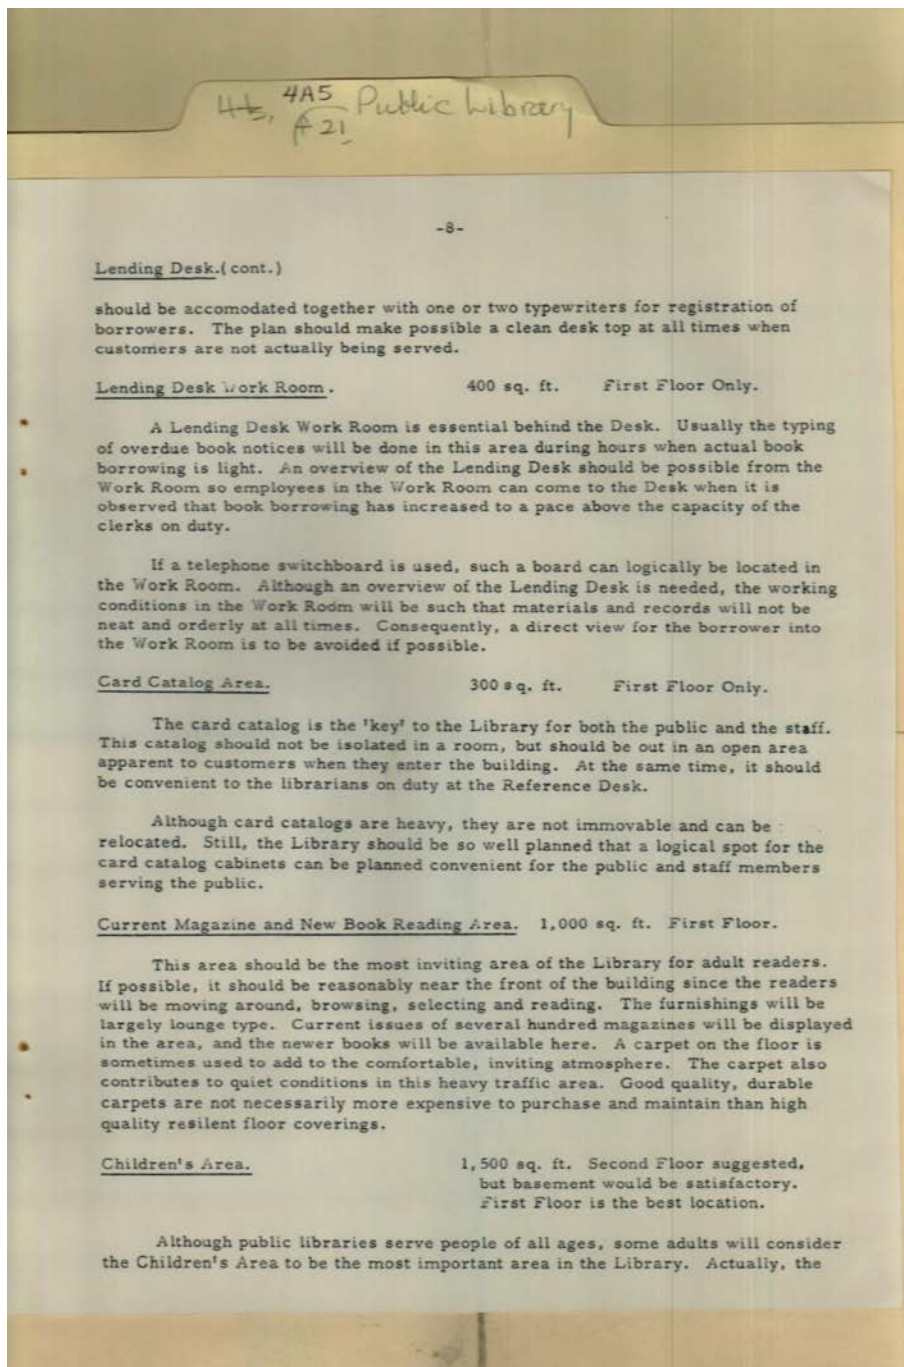 4b, 4A5 Public Library
F 21
-8-
Lending Desk.(cont.)
should be accomodated together with one or two typewriters for registration of
borrowers. The plan should make possible a clean desk top at all times when
customers are not actually being served.
Lending Desk Work Room. 400 sq. ft. First Floor Only.
A Lending Desk Work Room is essential behind the Desk. Usually the typing
of overdue book notices will be done in this area during hours when actual book
borrowing is light. An overview of the Lending Desk should be possible from the
Work Room so employees in the Work Room can come to the Desk when it is
observed that book borrowing has increased to a pace above the capacity of the
clerks on duty.
If a telephone switchboard is used, such a board can logically be located in
the Work Room. Although an overview of the Lending Desk is needed, the working
conditions in the Work Room will be such that materials and records will not be
neat and orderly at all times. Consequently, a direct view for the borrower into
the Work Room is to be avoided if possible.
Card Catalog Area. 300 sq. ft. First Floor Only.
The card catalog is the 'key' to the Library for both the public and the staff.
This catalog should not be isolated in a room, but should be out in an open area
apparent to customers when they enter the building. At the same time, it should
be convenient to the librarians on duty at the Reference Desk.
Although card catalogs are heavy, they are not immovable and can be
relocated. Still, the Library should be so well planned that a logical spot for the
card catalog cabinets can be planned convenient for the public and staff members
serving the public.
Current Magazine and New Book Reading Area. 1,000 sq. ft. First Floor.
This area should be the most inviting area of the Library for adult readers.
If possible, it should be reasonably near the front of the building since the readers
will be moving around, browsing, selecting and reading. The furnishings will be
largely lounge type. Current issues of several hundred magazines will be displayed
in the area, and the newer books will be available here. A carpet on the floor is
sometimes used to add to the comfortable, inviting atmosphere. The carpet also
contributes to quiet conditions in this heavy traffic area. Good quality, durable
carpets are not necessarily more expensive to purchase and maintain than high
quality resilent floor coverings.
Children's Area. 1,500 sq. ft. Second Floor suggested,
but basement would be satisfactory.
First Floor is the best location.
Although public libraries serve people of all ages, some adults will consider
the Children's Area to be the most important area in the Library. Actually, the